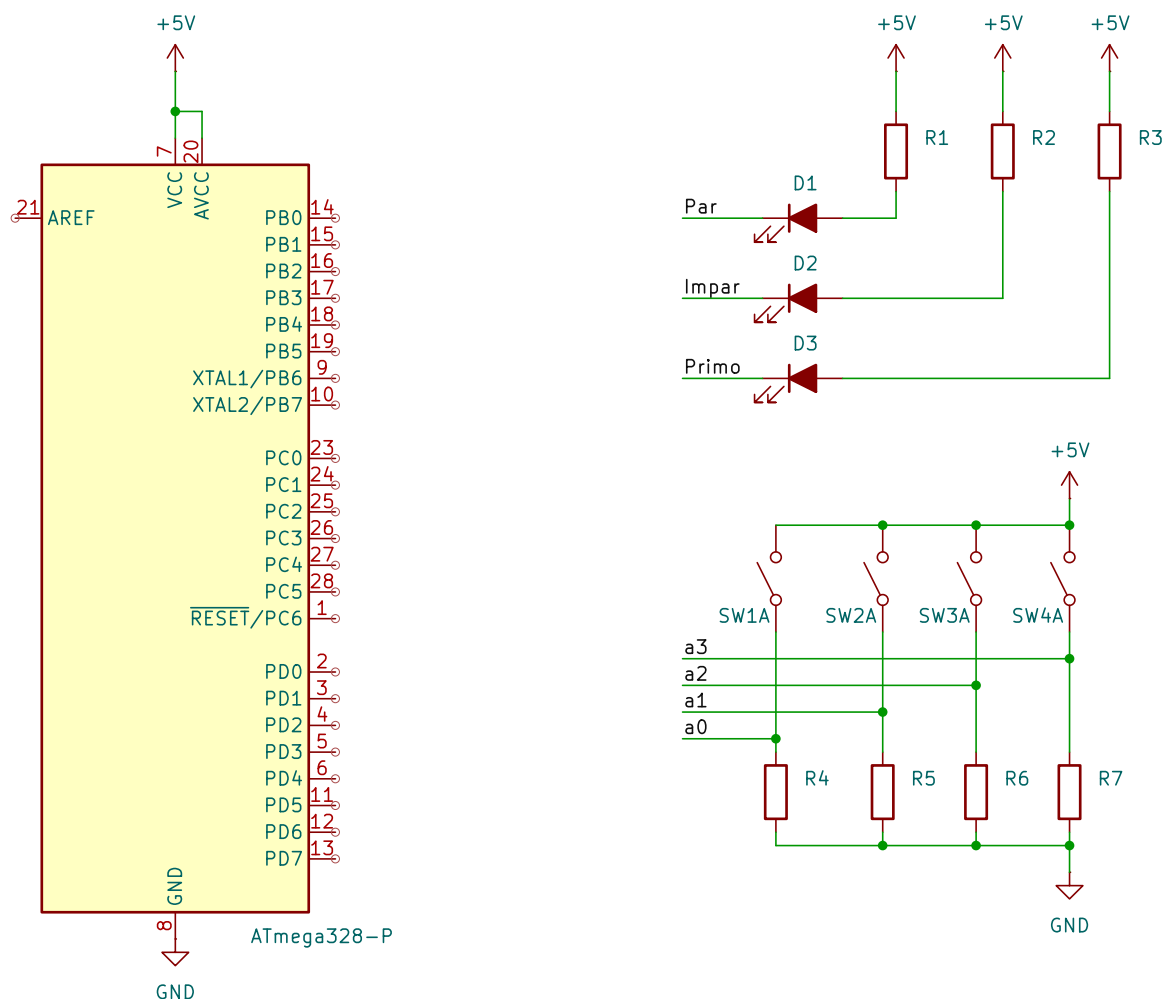 +5V
7
20
VCC
AVCC
21
AREF
PB0 14
PB1 15
PB2 16
PB3 17
PB4 18
PB5 19
XTAL1/PB6 9
XTAL2/PB7 10
PC0 23
PC1 24
PC2 25
PC3 26
PC4 27
PC5 28
RESET/PC6 1
PD0 2
PD1 3
PD2 4
PD3 5
PD4 6
PD5 11
PD6 12
PD7 13
GND
8
ATmega328-P
GND
+5V +5V +5V
R1 R2 R3
D1
Par
D2
Impar
D3
Primo
+5V
SW1A SW2A SW3A SW4A
a3
a2
a1
a0
R4 R5 R6 R7
GND